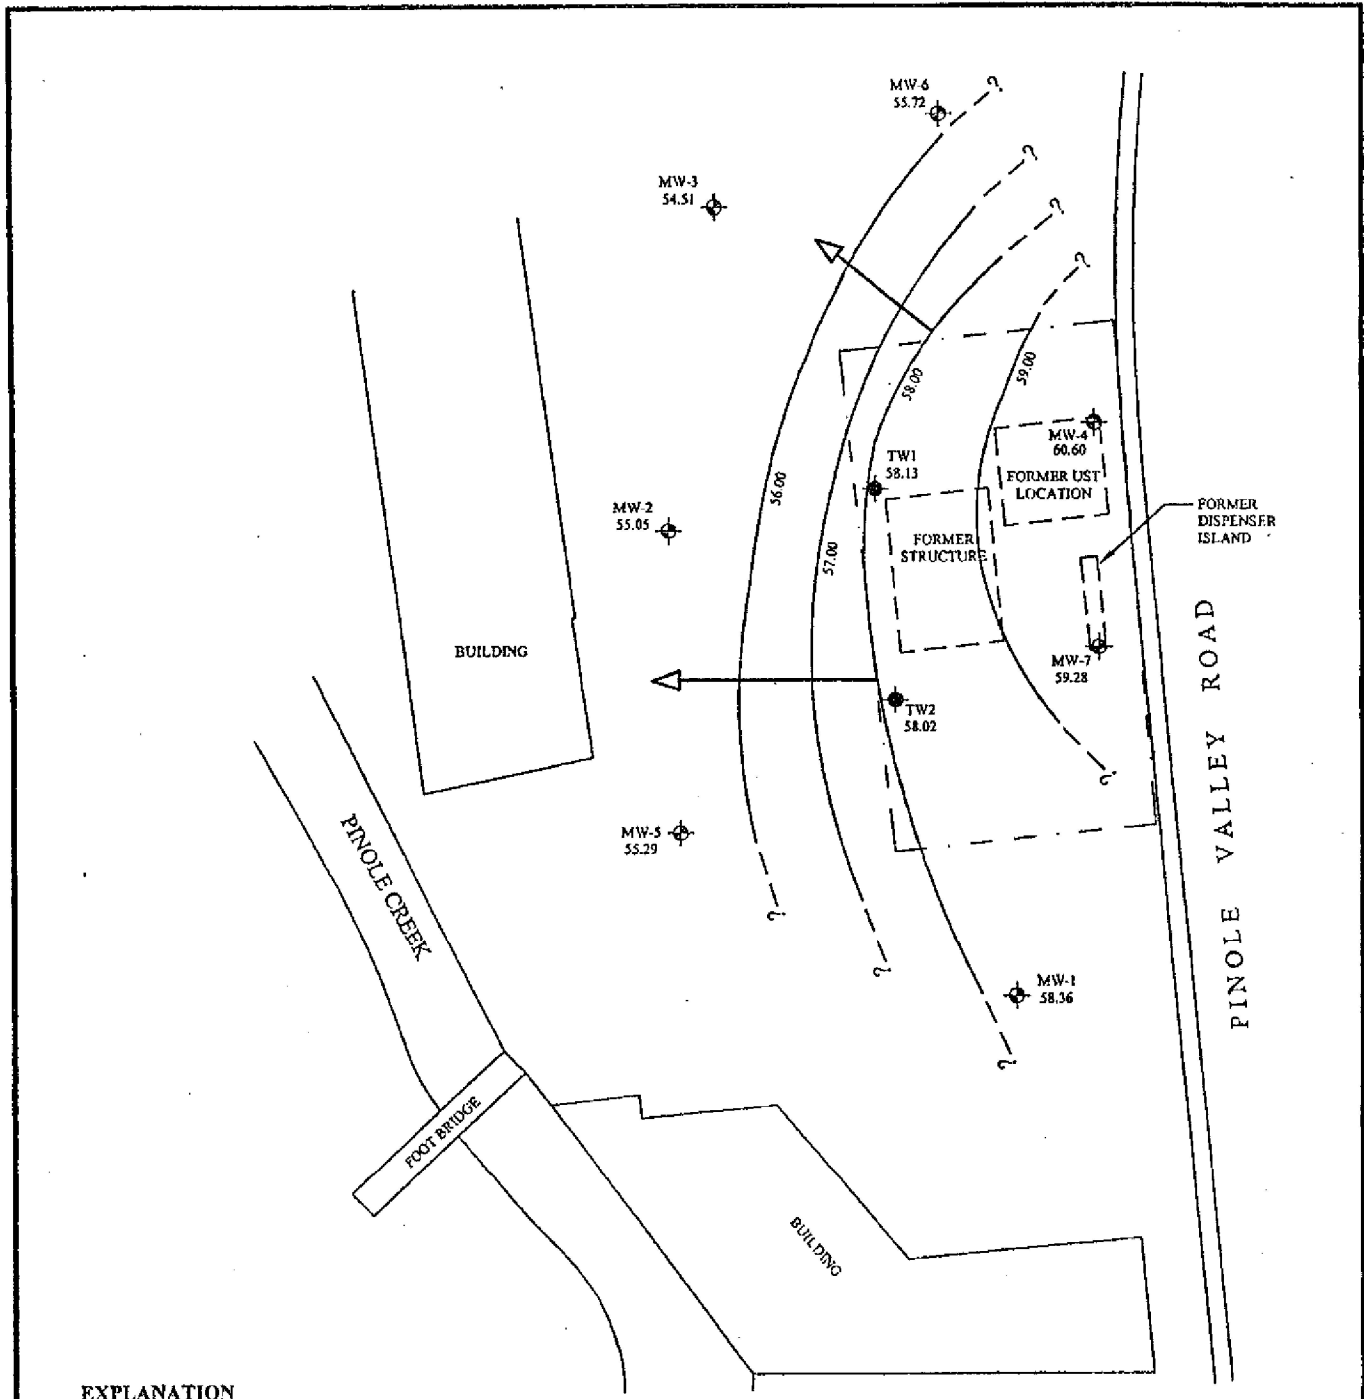 MW-6
55.72
?
?
MW-3
54.51
?
?
58.00
59.00
MW-4
60.60
TW1
58.13
FORMER UST
LOCATION
56.00
MW-2
55.05
FORMER
DISPENSER
ISLAND
FORMER
STRUCTURE
57.00
BUILDING
MW-7
59.28
TW2
58.02
?
MW-5
55.29
PINOLE CREEK
PINOLE VALLEY ROAD
?
?
MW-1
58.36
?
FOOT BRIDGE
BUILDING
EXPLANATION